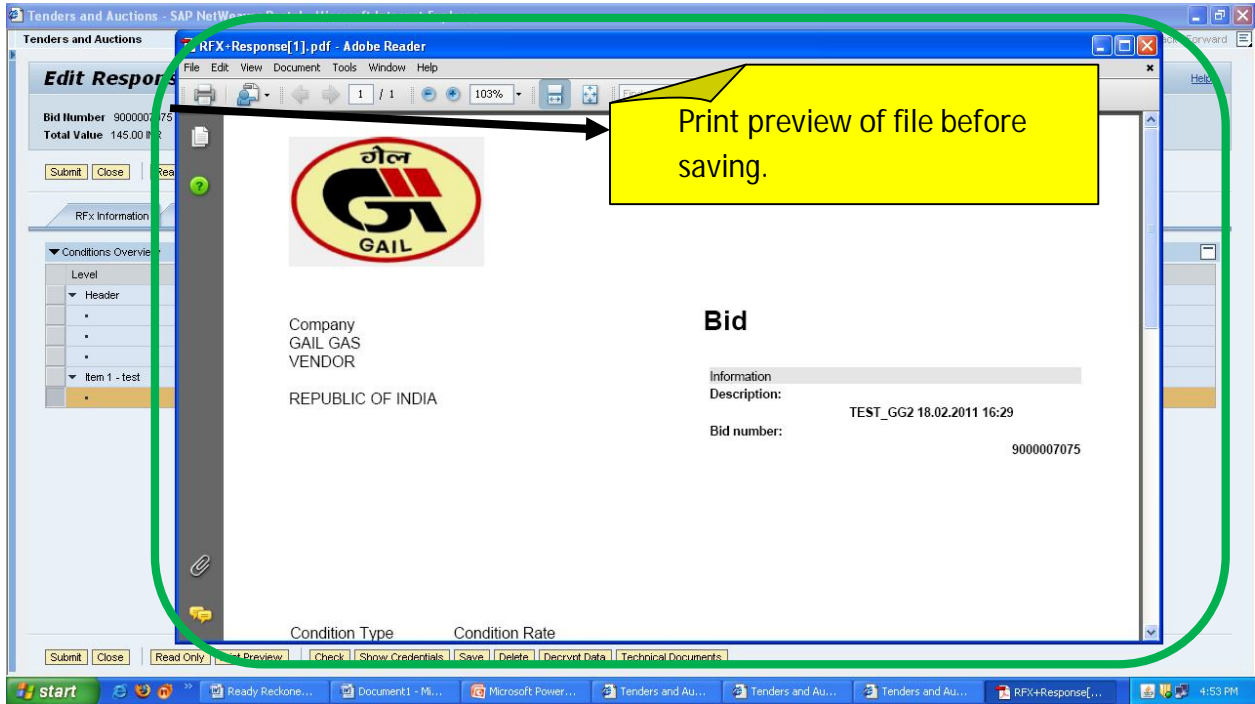 Tenders and Auctions - SAP NetWeaver Portal - Microsoft Internet Explorer
Tenders and Auctions
Forward
RFX+Response[1].pdf - Adobe Reader
File Edit View Document Tools Window Help
1 / 1 103%
Edit Respons
Help
Bid Number 9000007075
Total Value 145.00 INR
Submit Close Rea
RFx Information
Conditions Overview
Level
Header
Item 1 - test
Print preview of file before
saving.
गेल
GAIL
Company
GAIL GAS
VENDOR
REPUBLIC OF INDIA
Bid
Information
Description:
TEST_GG2 18.02.2011 16:29
Bid number:
9000007075
Condition Type Condition Rate
Submit Close Read Only Print Preview Check Show Credentials Save Delete Decrypt Data Technical Documents
start Ready Reckone... Document1 - Mi... Microsoft Power... Tenders and Au... Tenders and Au... Tenders and Au... RFX+Response[... 4:53 PM